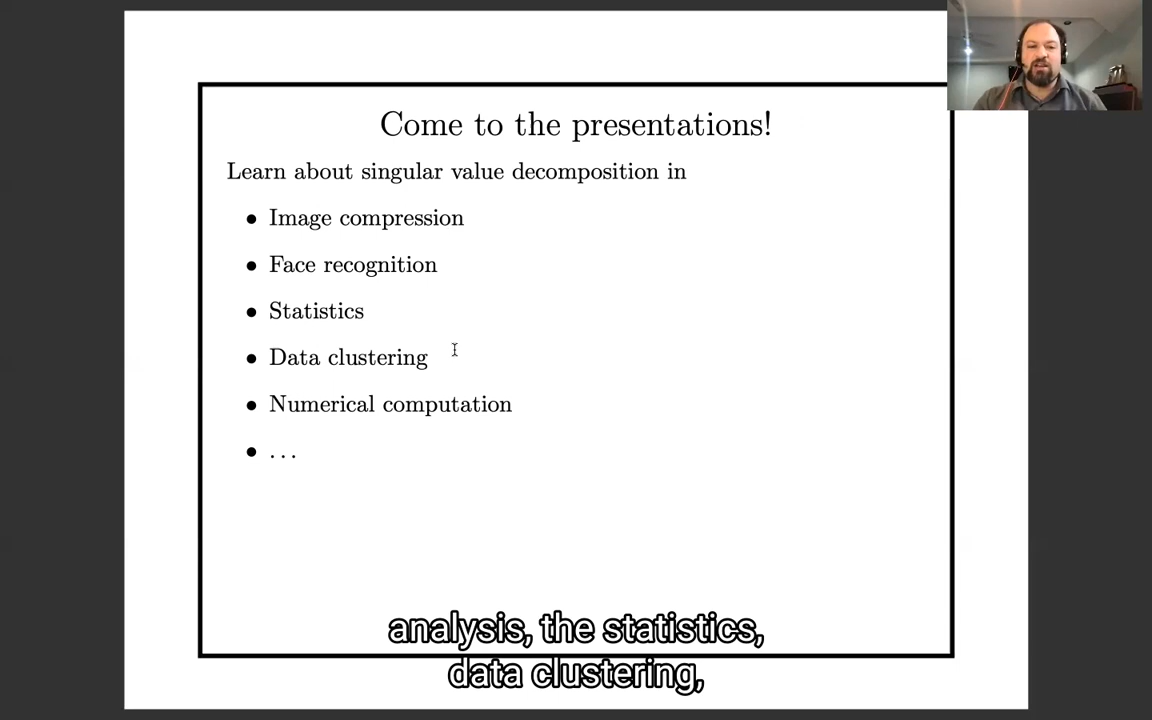 Come to the presentations!
Learn about singular value decomposition in
• Image compression
• Face recognition
• Statistics
• Data clustering
• Numerical computation
• ...
analysis, the statistics,
data clustering,